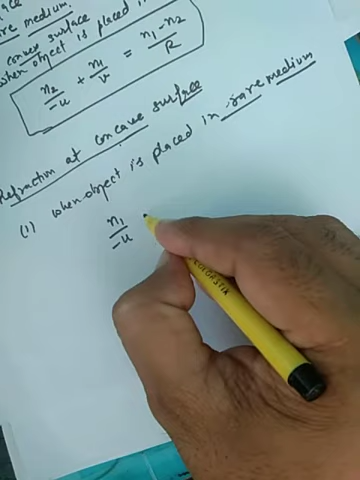 rare medium.
convex surface
when object is placed in
n₂/-u + n₁/v = n₁-n₂/R
Refraction at concave surfree
(1) when object is placed in rare medium
n₁/-u